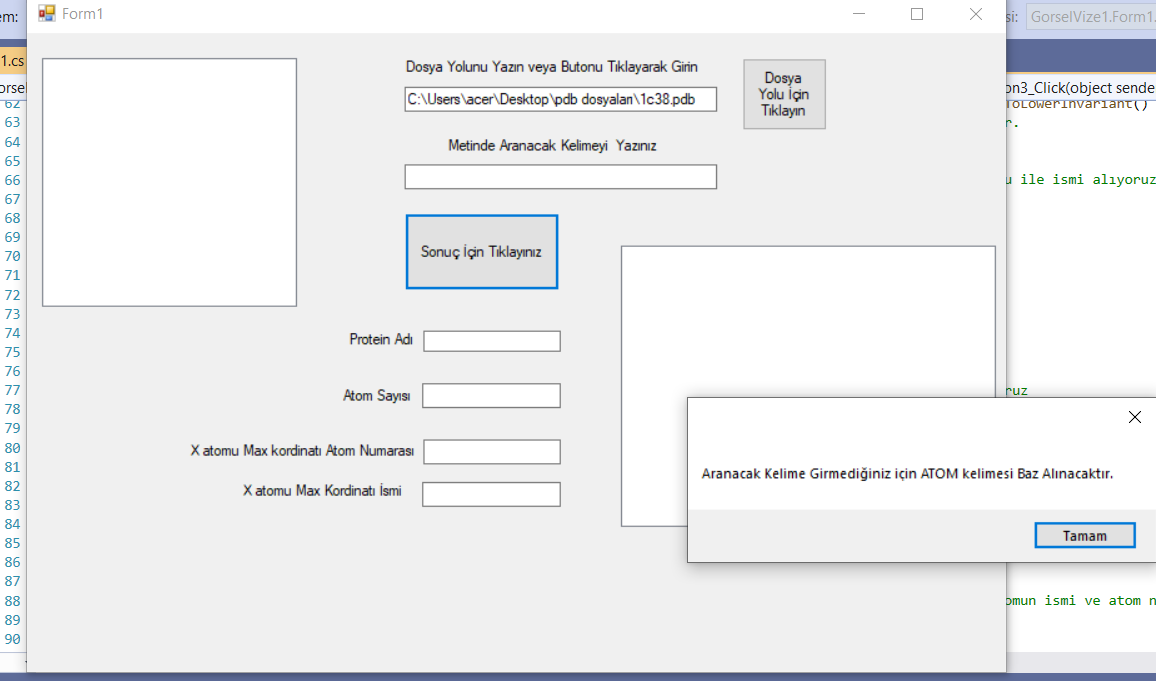 em:
Form1
si:
GorselVize1.Form1.
1.cs
orsel
on3_Click(object sende
Dosya Yolunu Yazın veya Butonu Tıklayarak Girin
C:\Users\acer\Desktop\pdb dosyaları\1c38.pdb
Dosya
Yolu İçin
Tıklayın
Metinde Aranacak Kelimeyi Yazınız
Sonuç İçin Tıklayınız
Protein Adı
Atom Sayısı
X atomu Max kordinatı Atom Numarası
X atomu Max Kordinatı İsmi
Aranacak Kelime Girmediğiniz için ATOM kelimesi Baz Alınacaktır.
Tamam
62
63
64
65
66
67
68
69
70
71
72
73
74
75
76
77
78
79
80
81
82
83
84
85
86
87
88
89
90
ToLowerInvariant()
r.
u ile ismi alıyoruz
ruz
omun ismi ve atom n